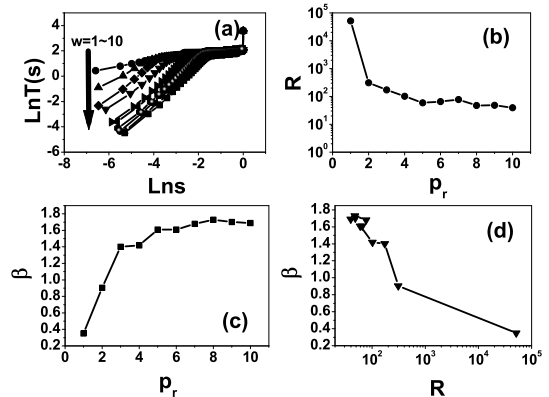 w=1~10
(a)
LnT(s)
4
2
0
-2
-4
-6
-8 -6 -4 -2 0
Lns
(b)
R
10^5
10^4
10^3
10^2
10^1
10^0
0 2 4 6 8 10
p_r
(c)
β
1.8
1.6
1.4
1.2
1.0
0.8
0.6
0.4
0.2
0 2 4 6 8 10
p_r
(d)
β
1.8
1.6
1.4
1.2
1.0
0.8
0.6
0.4
0.2
10^2 10^3 10^4 10^5
R